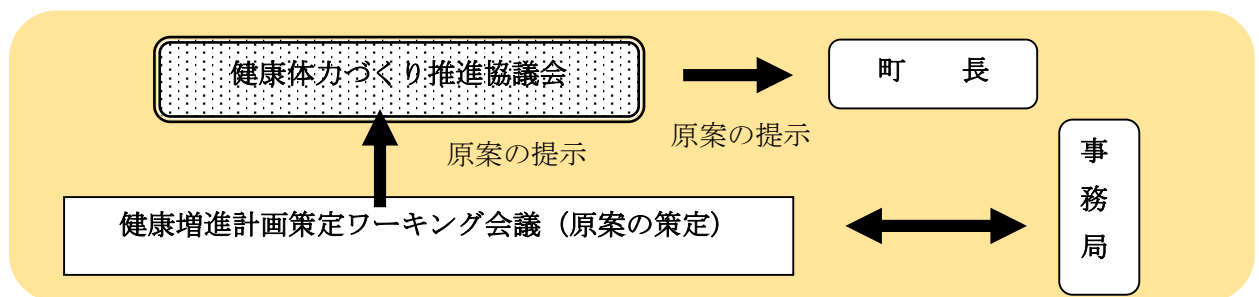 健康体力づくり推進協議会
町　長
原案の提示
原案の提示
事務局
健康増進計画策定ワーキング会議（原案の策定）